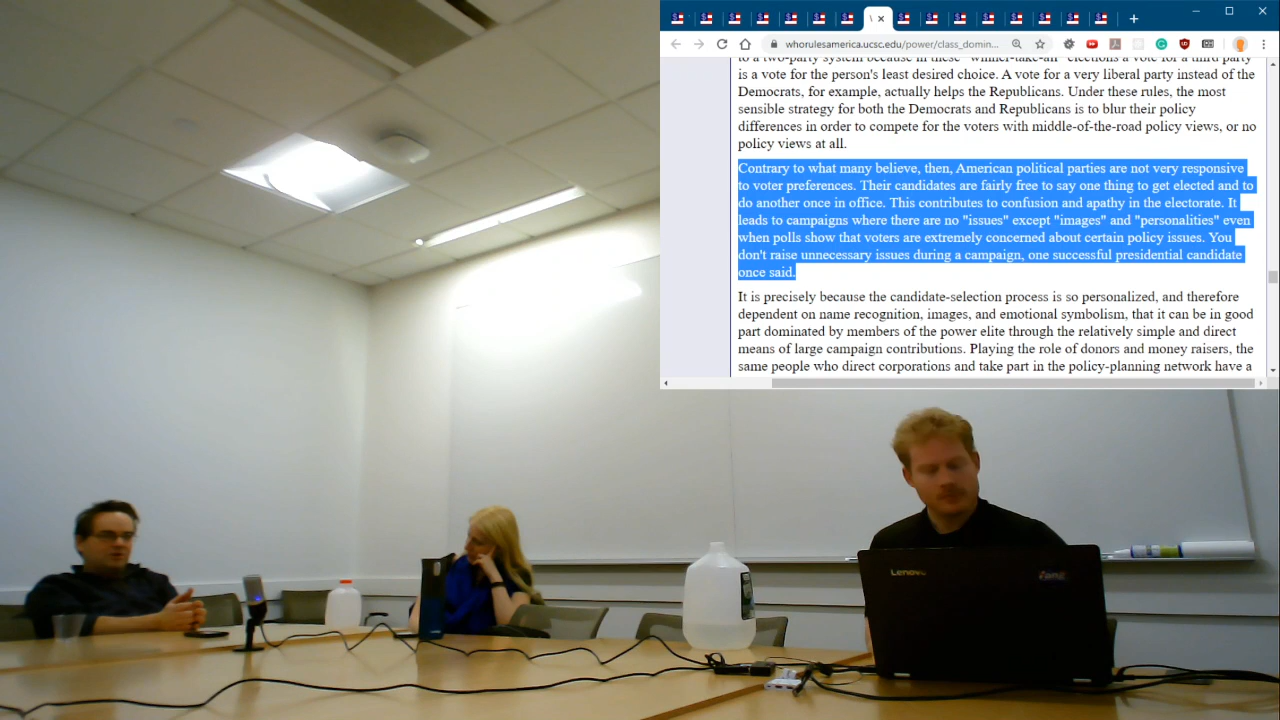 whorulesamerica.ucsc.edu/power/class_domin...
to a two-party system because in these "winner-take-all" elections a vote for a third party
is a vote for the person's least desired choice. A vote for a very liberal party instead of the
Democrats, for example, actually helps the Republicans. Under these rules, the most
sensible strategy for both the Democrats and Republicans is to blur their policy
differences in order to compete for the voters with middle-of-the-road policy views, or no
policy views at all.
Contrary to what many believe, then, American political parties are not very responsive
to voter preferences. Their candidates are fairly free to say one thing to get elected and to
do another once in office. This contributes to confusion and apathy in the electorate. It
leads to campaigns where there are no "issues" except "images" and "personalities" even
when polls show that voters are extremely concerned about certain policy issues. You
don't raise unnecessary issues during a campaign, one successful presidential candidate
once said.
It is precisely because the candidate-selection process is so personalized, and therefore
dependent on name recognition, images, and emotional symbolism, that it can be in good
part dominated by members of the power elite through the relatively simple and direct
means of large campaign contributions. Playing the role of donors and money raisers, the
same people who direct corporations and take part in the policy-planning network have a
Lenovo